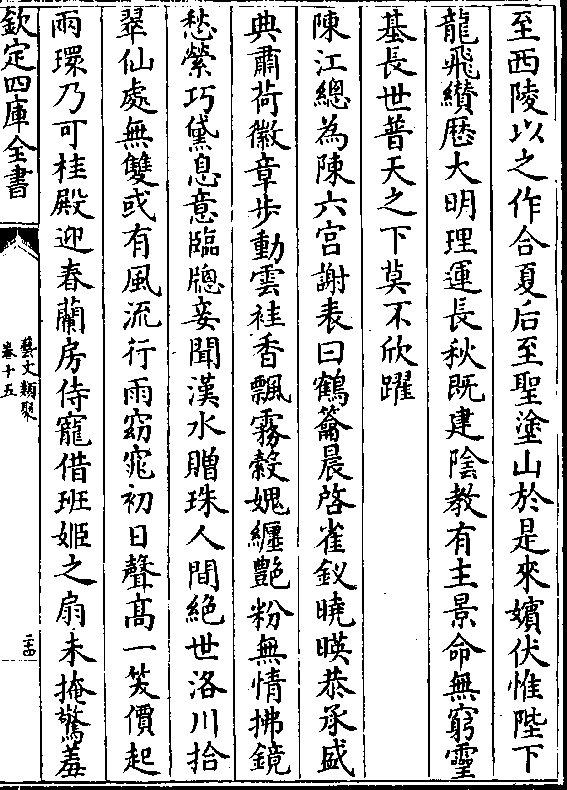 至西陵以之作合夏后至聖塗山於是來嬪伏惟陛下
龍飛纉厯大明理運長秋既建隂教有主景命無窮靈
基長世普天之下莫不欣躍
陳江總為陳六宫謝表曰鶴籥晨啓雀釵曉暎恭承盛
典肅荷徽章步動雲袿香飄霧縠媿纒艶粉無情拂鏡
愁縈巧黛息意臨牕妾聞漢水贈珠人間絶世洛川拾
翠仙處無雙或有風流行雨窈窕初日聲髙一笑價起
兩環乃可桂殿迎春蘭房侍寵借班姬之扇未掩驚羞
欽定四庫全書
藝文類聚
卷十五
二十四